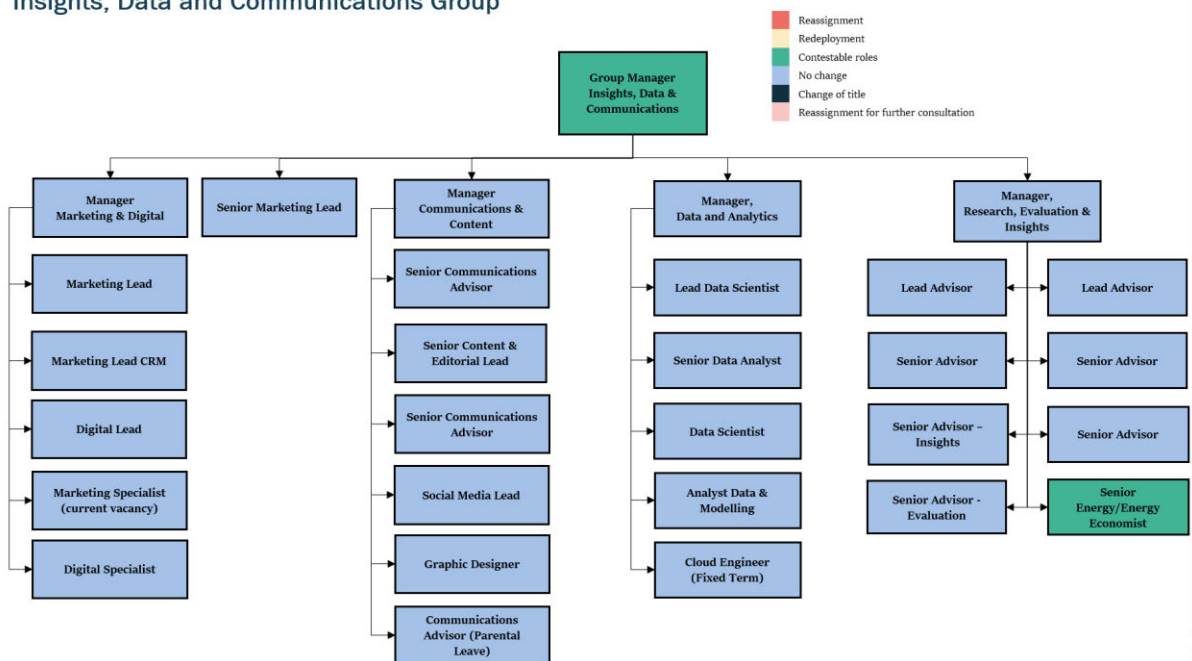 Insights, Data and Communications Group
Reassignment
Redeployment
Contestable roles
No change
Change of title
Reassignment for further consultation
Group Manager
Insights, Data &
Communications
Manager
Marketing & Digital
Senior Marketing Lead
Manager
Communications &
Content
Manager,
Data and Analytics
Manager,
Research, Evaluation &
Insights
Marketing Lead
Marketing Lead CRM
Digital Lead
Marketing Specialist
(current vacancy)
Digital Specialist
Senior Communications
Advisor
Senior Content &
Editorial Lead
Senior Communications
Advisor
Social Media Lead
Graphic Designer
Communications
Advisor (Parental
Leave)
Lead Data Scientist
Senior Data Analyst
Data Scientist
Analyst Data &
Modelling
Cloud Engineer
(Fixed Term)
Lead Advisor
Lead Advisor
Senior Advisor
Senior Advisor
Senior Advisor –
Insights
Senior Advisor
Senior Advisor -
Evaluation
Senior
Energy/Energy
Economist